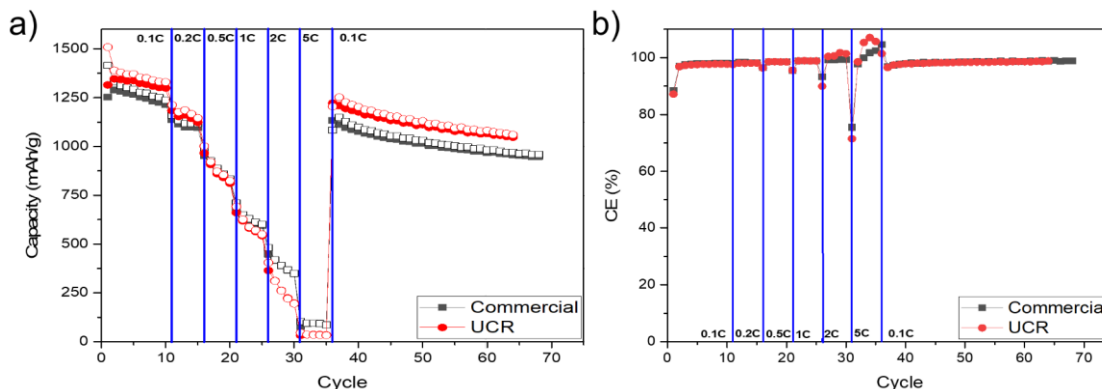 a)
0.1C 0.2C 0.5C 1C 2C 5C 0.1C
1500
1250
1000
750
500
250
0
Capacity (mAh/g)
Commercial
UCR
0 10 20 30 40 50 60 70 80
Cycle
b)
120
100
80
60
40
20
0
CE (%)
0.1C 0.2C 0.5C 1C 2C 5C 0.1C
Commercial
UCR
0 10 20 30 40 50 60 70
Cycle